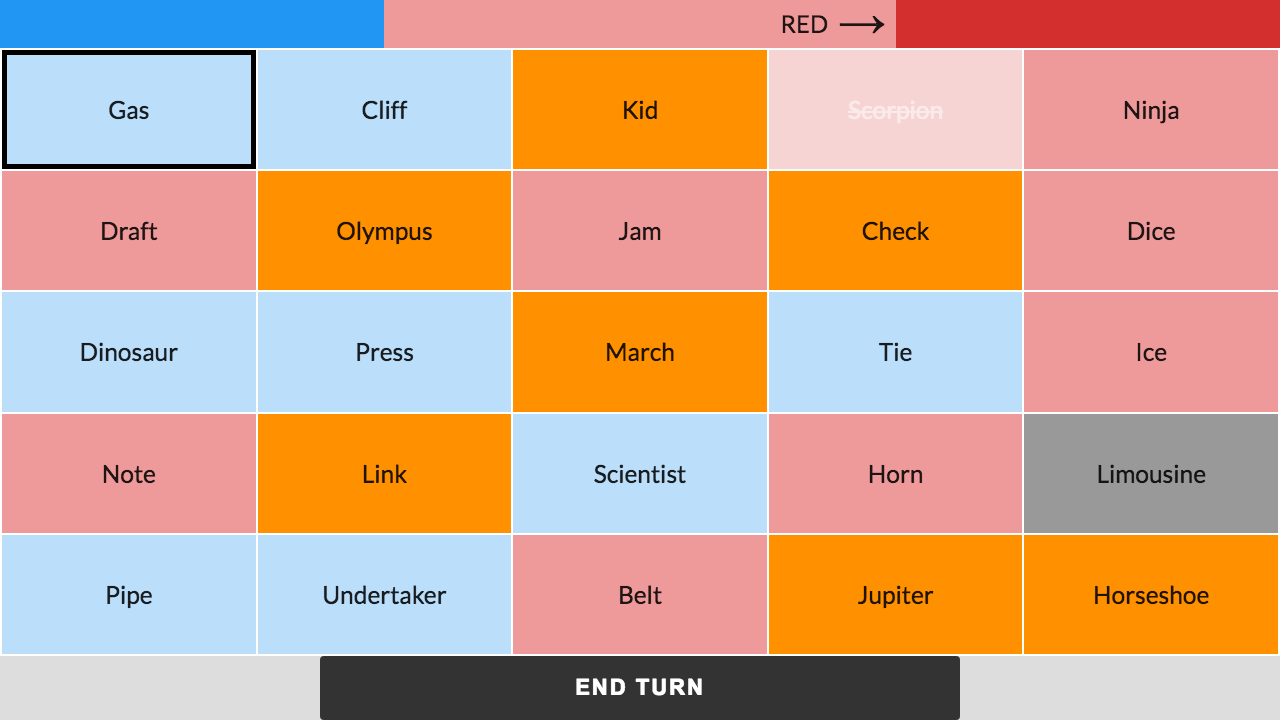 RED →
Gas
Cliff
Kid
Scorpion
Ninja
Draft
Olympus
Jam
Check
Dice
Dinosaur
Press
March
Tie
Ice
Note
Link
Scientist
Horn
Limousine
Pipe
Undertaker
Belt
Jupiter
Horseshoe
END TURN